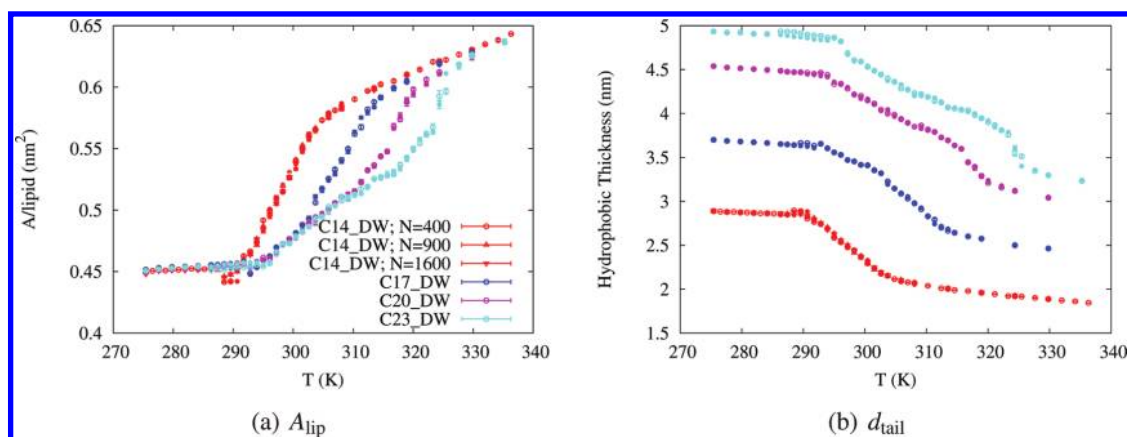 0.65
0.6
0.55
0.5
0.45
0.4
A/lipid (nm²)
C14_DW; N=400
C14_DW; N=900
C14_DW; N=1600
C17_DW
C20_DW
C23_DW
270 280 290 300 310 320 330 340
T (K)
(a) A_lip
5
4.5
4
3.5
3
2.5
2
1.5
Hydrophobic Thickness (nm)
270 280 290 300 310 320 330 340
T (K)
(b) d_tail